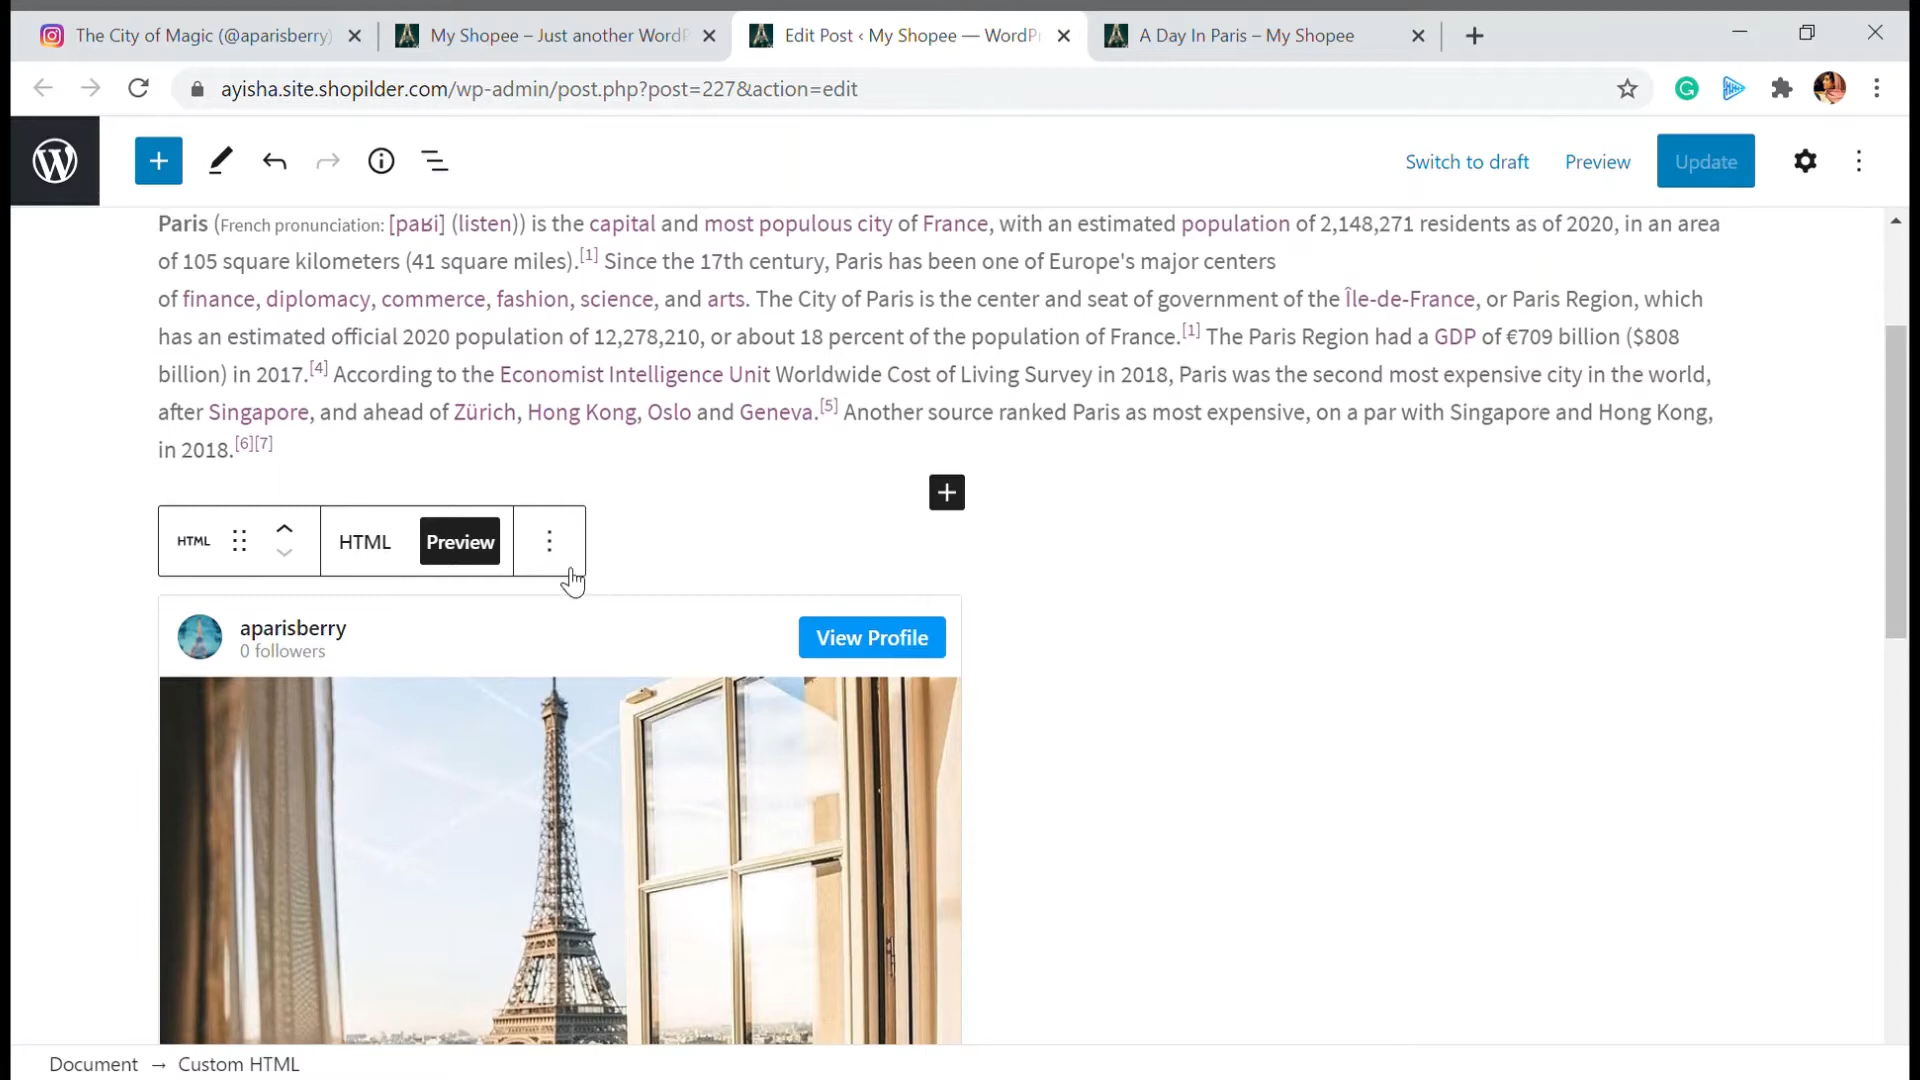 The City of Magic (@aparisberry)
My Shopee – Just another WordP
Edit Post ‹ My Shopee — WordPr
A Day In Paris – My Shopee
ayisha.site.shopilder.com/wp-admin/post.php?post=227&action=edit
Switch to draft
Preview
Update
Paris (French pronuncation: [paʁi] (listen)) is the capital and most populous city of France, with an estimated population of 2,148,271 residents as of 2020, in an area
of 105 square kilometers (41 square miles).[1] Since the 17th century, Paris has been one of Europe's major centers
of finance, diplomacy, commerce, fashion, science, and arts. The City of Paris is the center and seat of government of the Île-de-France, or Paris Region, which
has an estimated official 2020 population of 12,278,210, or about 18 percent of the population of France.[1] The Paris Region had a GDP of €709 billion ($808
billion) in 2017.[4] According to the Economist Intelligence Unit Worldwide Cost of Living Survey in 2018, Paris was the second most expensive city in the world,
after Singapore, and ahead of Zürich, Hong Kong, Oslo and Geneva.[5] Another source ranked Paris as most expensive, on a par with Singapore and Hong Kong,
in 2018.[6][7]
HTML
HTML
Preview
aparisberry
0 followers
View Profile
Document → Custom HTML